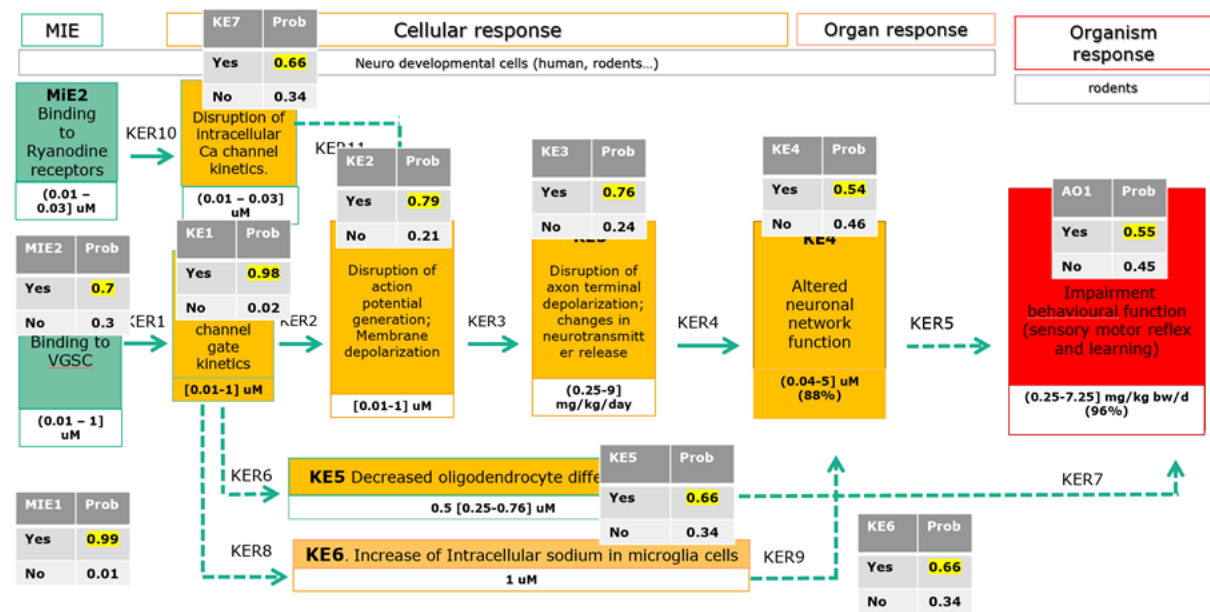 MIE
Cellular response
Organ response
Organism
response
Neuro developmental cells (human, rodents…)
rodents
KE7 Prob
Yes 0.66
No 0.34
MiE2
Binding
to
Ryanodine
receptors
(0.01 –
0.03] uM
KER10
Disruption of
intracellular
Ca channel
kinetics.
(0.01 – 0.03]
uM
KER11
KE2 Prob
Yes 0.79
No 0.21
KE3 Prob
Yes 0.76
No 0.24
KE4 Prob
Yes 0.54
No 0.46
AO1 Prob
Yes 0.55
No 0.45
MIE2 Prob
Yes 0.7
No 0.3
Binding to
VGSC
(0.01 – 1]
uM
KER1
KE1 Prob
Yes 0.98
No 0.02
channel
gate
kinetics
[0.01-1] uM
KER2
Disruption of
action
potential
generation;
Membrane
depolarization
[0.01-1] uM
KER3
Disruption of
axon terminal
depolarization;
changes in
neurotransmitt
er release
(0.25-9]
mg/kg/day
KER4
KE4
Altered
neuronal
network
function
(0.04-5] uM
(88%)
KER5
Impairment
behavioural function
(sensory motor reflex
and learning)
(0.25-7.25] mg/kg bw/d
(96%)
KER6
KE5 Decreased oligodendrocyte diffe
0.5 [0.25-0.76] uM
KE5 Prob
Yes 0.66
No 0.34
KER7
MIE1 Prob
Yes 0.99
No 0.01
KER8
KE6. Increase of Intracellular sodium in microglia cells
1 uM
KER9
KE6 Prob
Yes 0.66
No 0.34